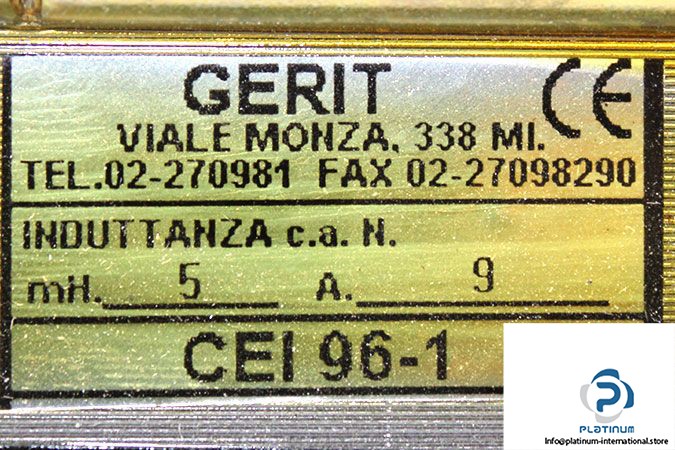 GERIT CE
VIALE MONZA, 338 MI.
TEL.02-270981 FAX 02-27098290
INDUTTANZA c.a. N.
mH. 5 A. 9
CEI 96-1
PLATINUM
Info@platinum-international.store